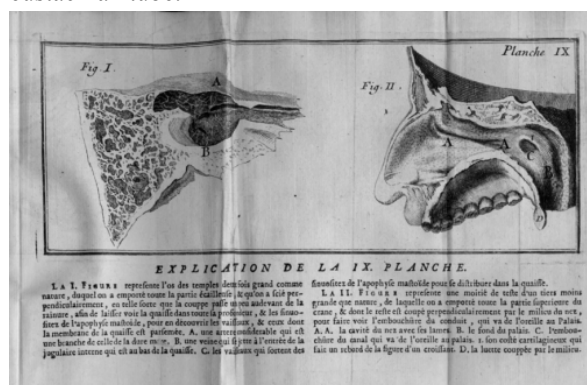 Planche IX
Fig. I.
A
B
Fig. II.
A
A
C
B
D
EXPLICATION DE LA IX. PLANCHE.
LA I. FIGURE represente l'os des temples deux fois grand comme
nature, duquel on a emporté toute la partie écailleuse, & qu'on a scié per-
pendiculairement, en telle sorte que la coupe passe un peu audevant de la
rainure, afin de laisser voir la quaisse dans toute sa profondeur, & les sinuo-
sitez de l'apophyse mastoïde, pour en découvrir les vaisseaux, & ceux dont
la membrane de la quaisse est parsemée. A. une artere considerable qui est
une branche de celle de la dure mere. B. une veine qui se jette à l'entrée de la
jugulaire interne qui est au bas de la quaisse. C. les vaisseaux qui sortent des
sinuositez de l'apophyse mastoïde pour se distribuer dans la quaisse.
LA II. FIGURE represente une moitié de teste d'un tiers moins
grande que nature, de laquelle on a emporté toute la partie superieure du
crane, & dont le reste est coupé perpendiculairement par le milieu du nez,
pour faire voir l'embouchure du conduit, qui va de l'oreille au Palais.
A. A. la cavité du nez avec ses lames. B. le fond du palais. C. l'embou-
chûre du canal qui va de l'oreille au palais. son costé cartilagineux qui
fait un rebord de la figure d'un croissant. D. la luette coupée par le milieu.